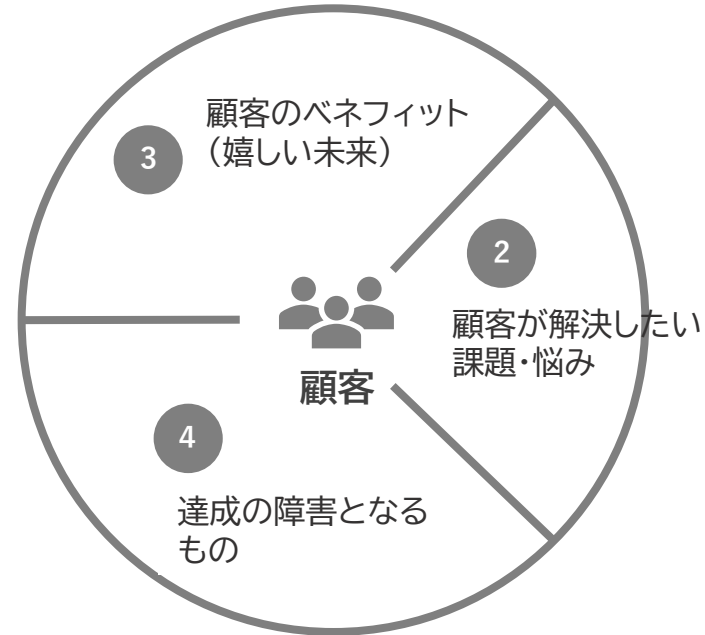 顧客のベネフィット
3
（嬉しい未来）
2
顧客が解決したい
課題・悩み
顧客
4
達成の障害となる
もの